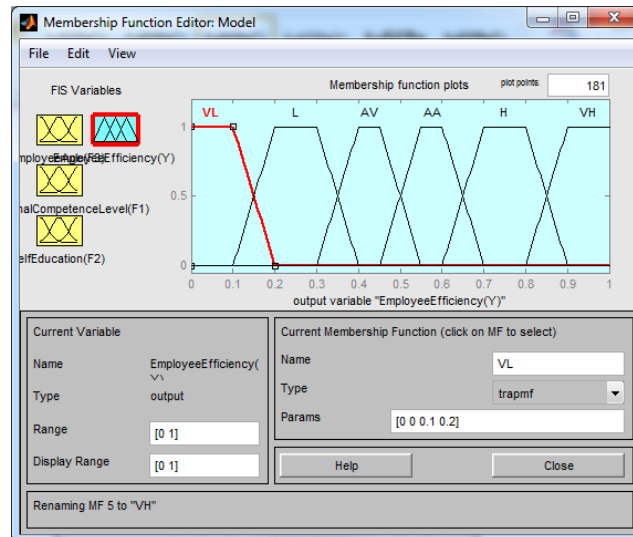 Membership Function Editor: Model
File Edit View
FIS Variables
Membership function plots
plot points
181
VL L AV AA H VH
1
0.5
0
0 0.1 0.2 0.3 0.4 0.5 0.6 0.7 0.8 0.9 1
output variable "EmployeeEfficiency(Y)"
Efficiency(Y)
nalCompetenceLevel(F1)
elfEducation(F2)
Current Variable
Name EmployeeEfficiency(
Type output
Range [0 1]
Display Range [0 1]
Current Membership Function (click on MF to select)
Name VL
Type trapmf
Params [0 0 0.1 0.2]
Help Close
Renaming MF 5 to "VH"